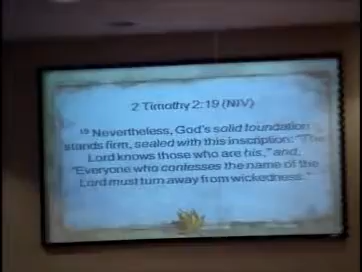 2 Timothy 2:19 (NIV)
19 Nevertheless, God's solid foundation
stands firm, sealed with this inscription: "The
Lord knows those who are his," and,
"Everyone who confesses the name of the
Lord must turn away from wickedness."